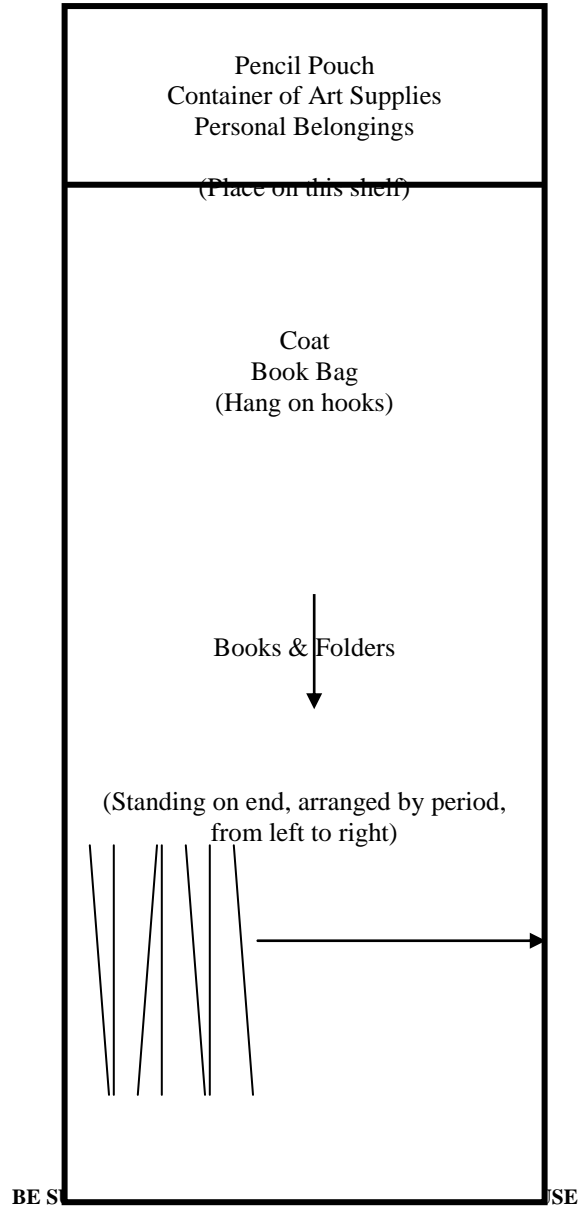 Pencil Pouch
Container of Art Supplies
Personal Belongings
(Place on this shelf)
Coat
Book Bag
(Hang on hooks)
Books & Folders
(Standing on end, arranged by period,
from left to right)
BE